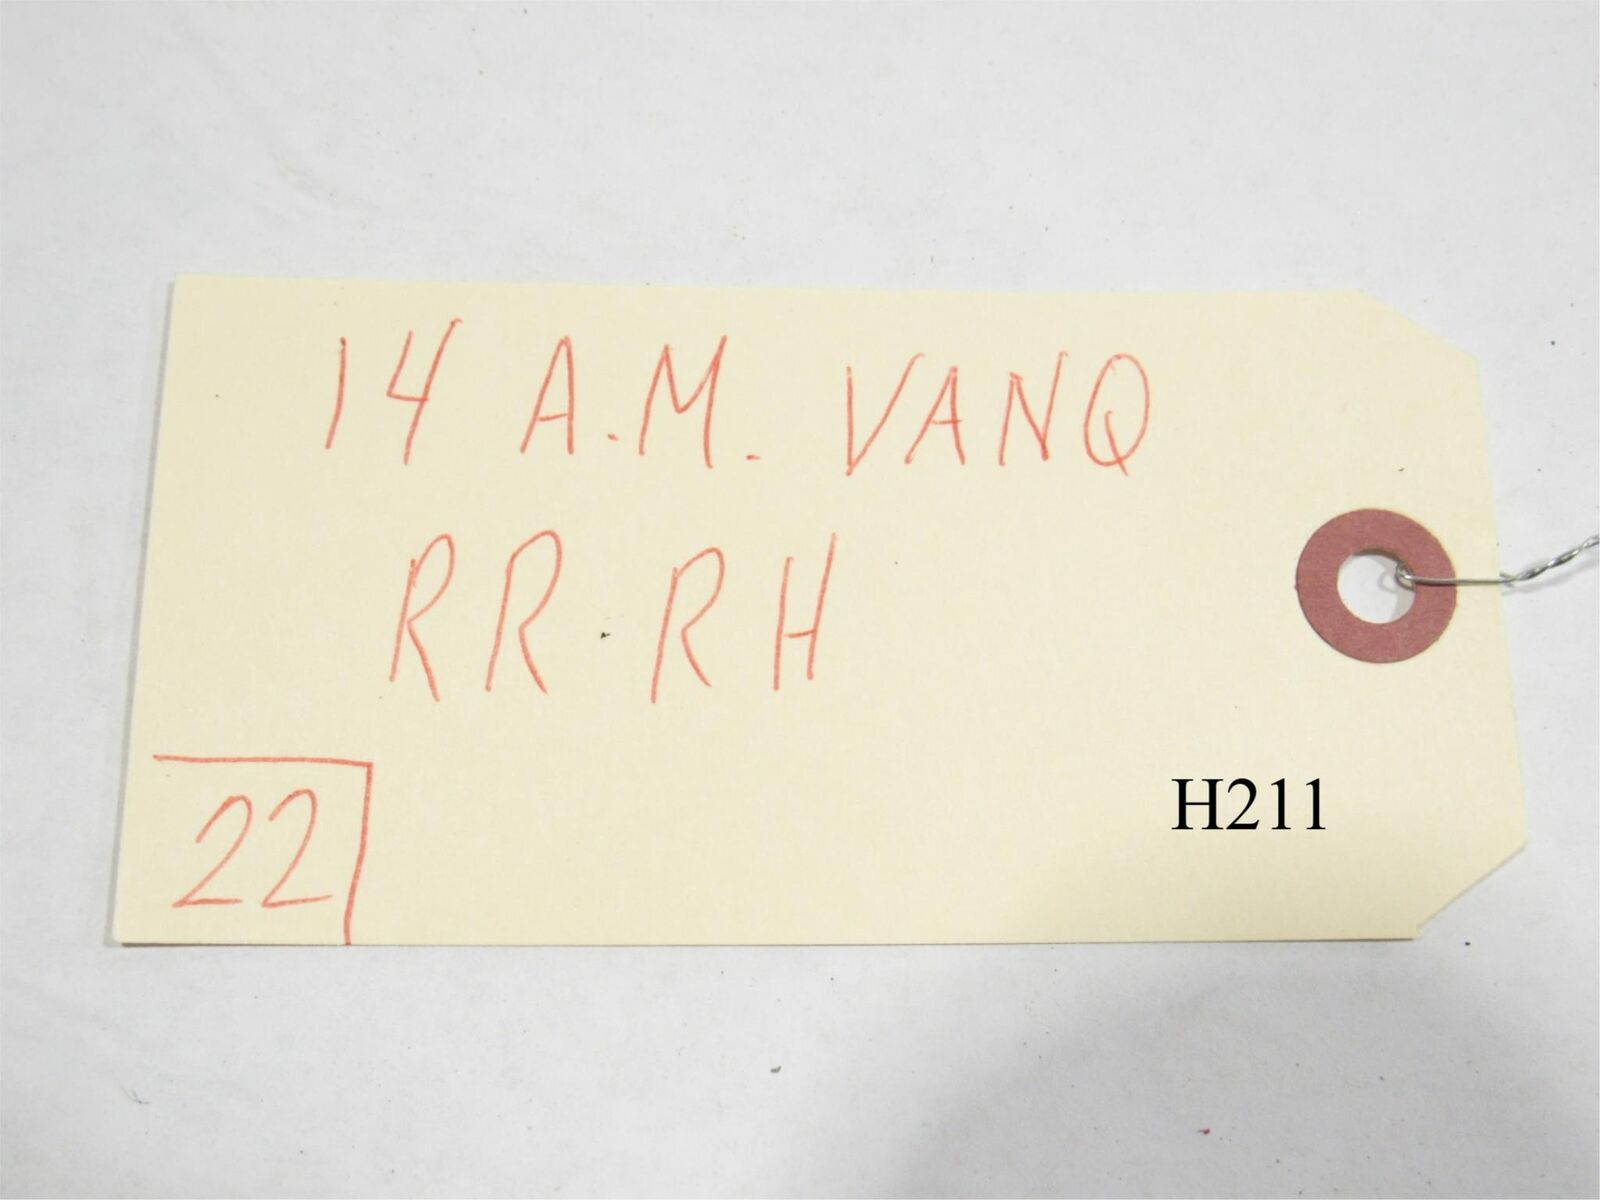 14 A.M. VANQ
RR RH
22
H211